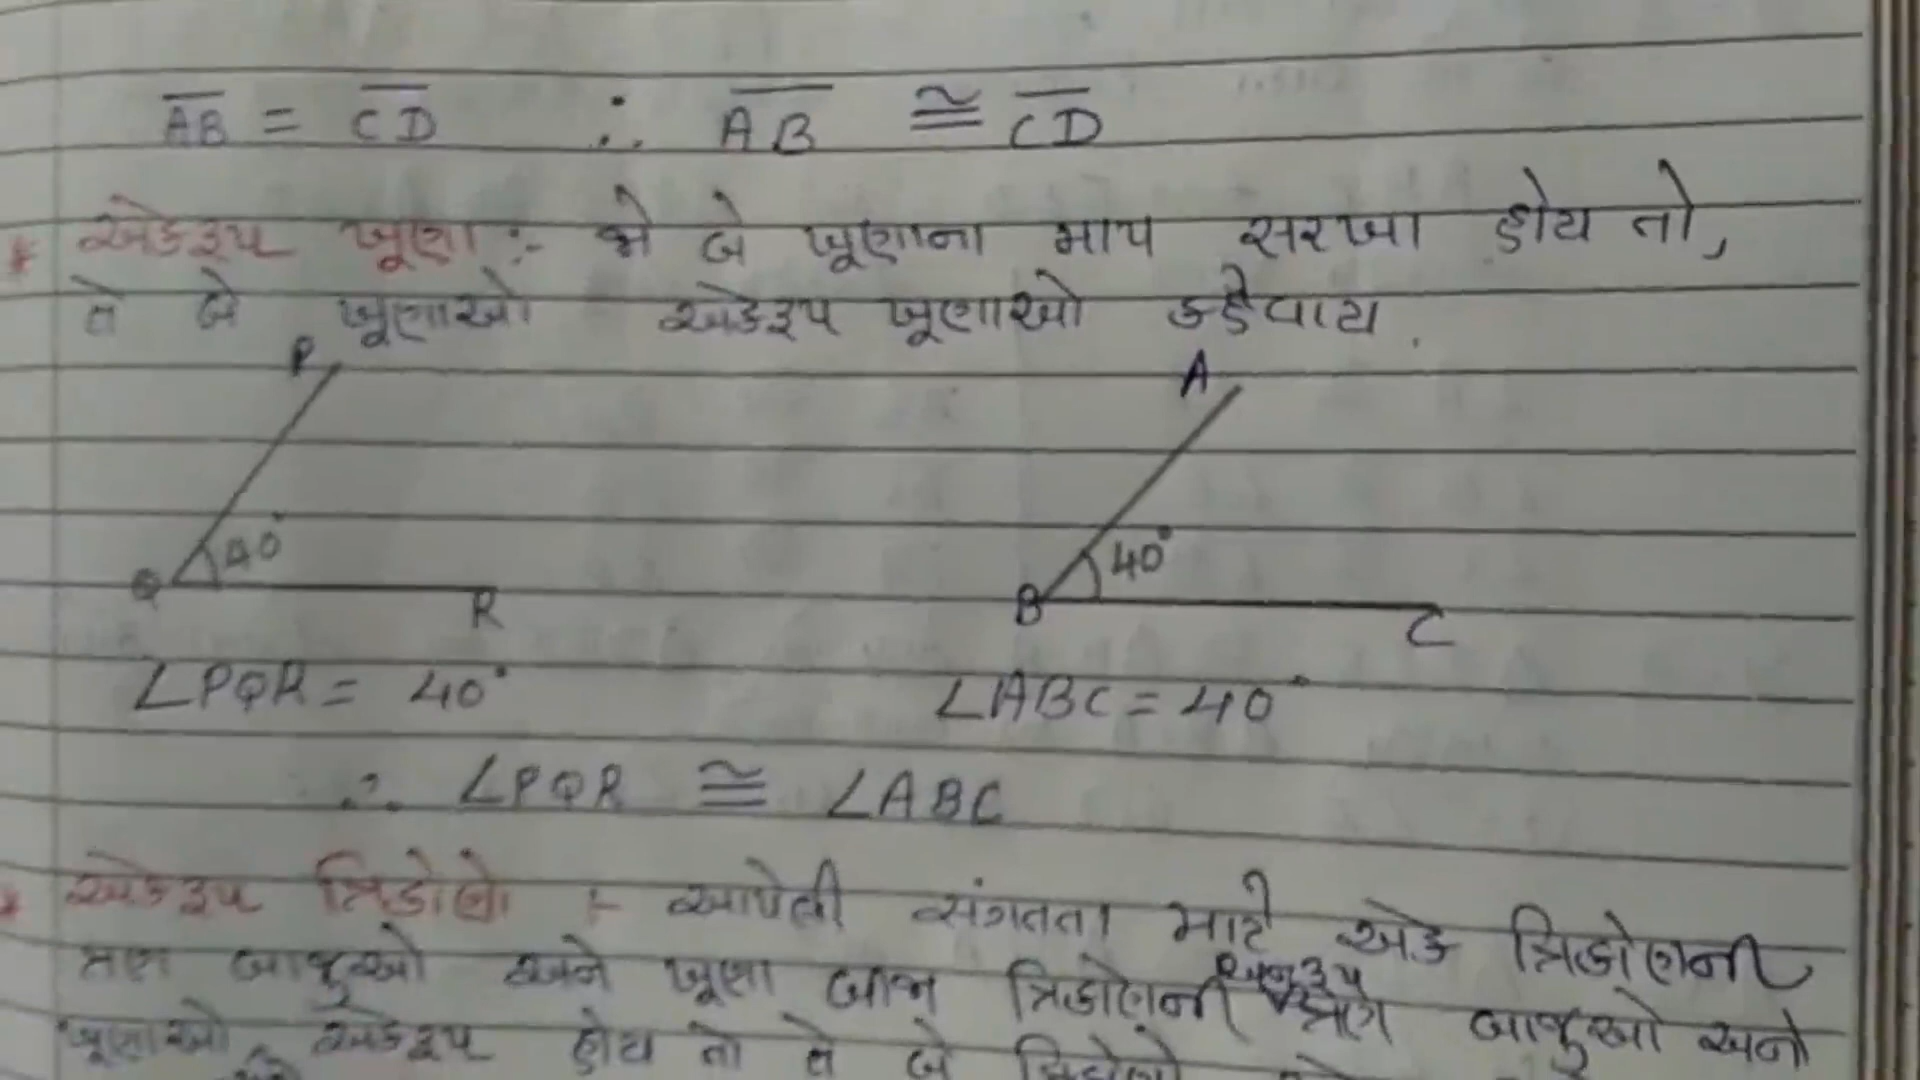 AB = CD ∴ AB ≅ CD
* એકરૂપ ખૂણા :- જો બે ખૂણાના માપ સરખા હોય તો,
તે બે ખૂણાઓ એકરૂપ ખૂણાઓ કહેવાય.
P A
40° 40°
Q R B C
∠PQR = 40° ∠ABC = 40°
∴ ∠PQR ≅ ∠ABC
* એકરૂપ ત્રિકોણો :- આપેલી સંગતતા માટે એક ત્રિકોણની
ત્રણ બાજુઓ અને ખૂણા બીજા ત્રિકોણની અનુરૂપ ત્રણ બાજુઓ અને
ખૂણાઓ એકરૂપ હોય તો તે બે ત્રિકોણો